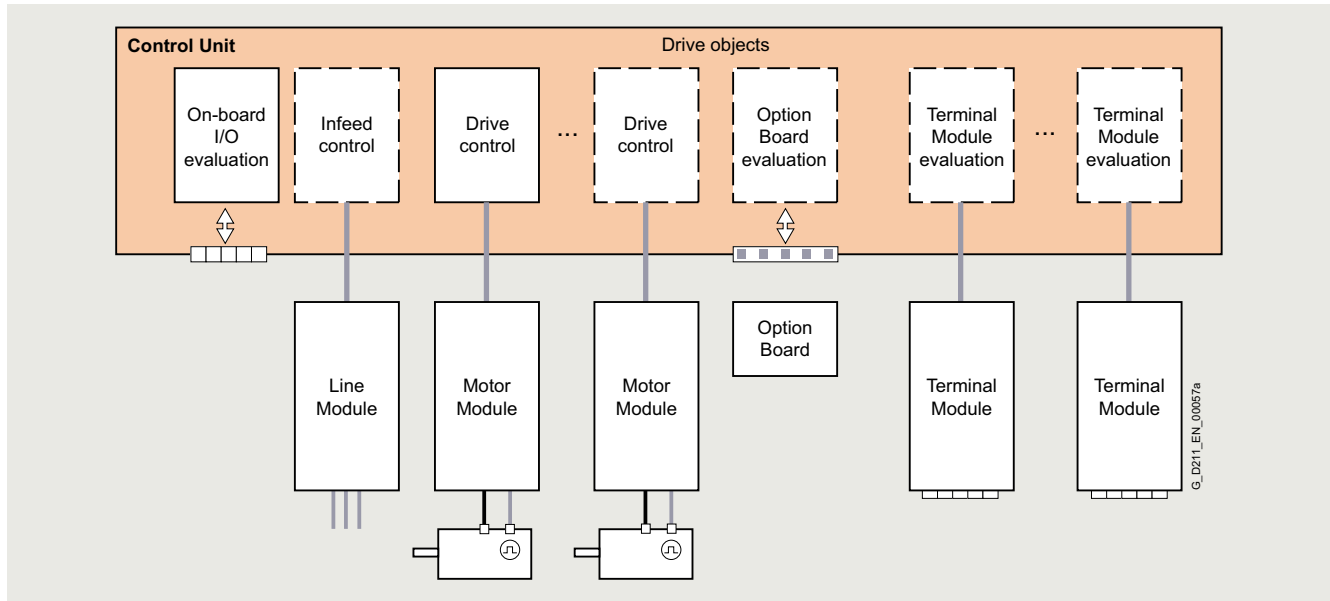 Control Unit
Drive objects
On-board
I/O
evaluation
Infeed
control
Drive
control
...
Drive
control
Option
Board
evaluation
Terminal
Module
evaluation
...
Terminal
Module
evaluation
Line
Module
Motor
Module
Motor
Module
Option
Board
Terminal
Module
Terminal
Module
G_D211_EN_00057a